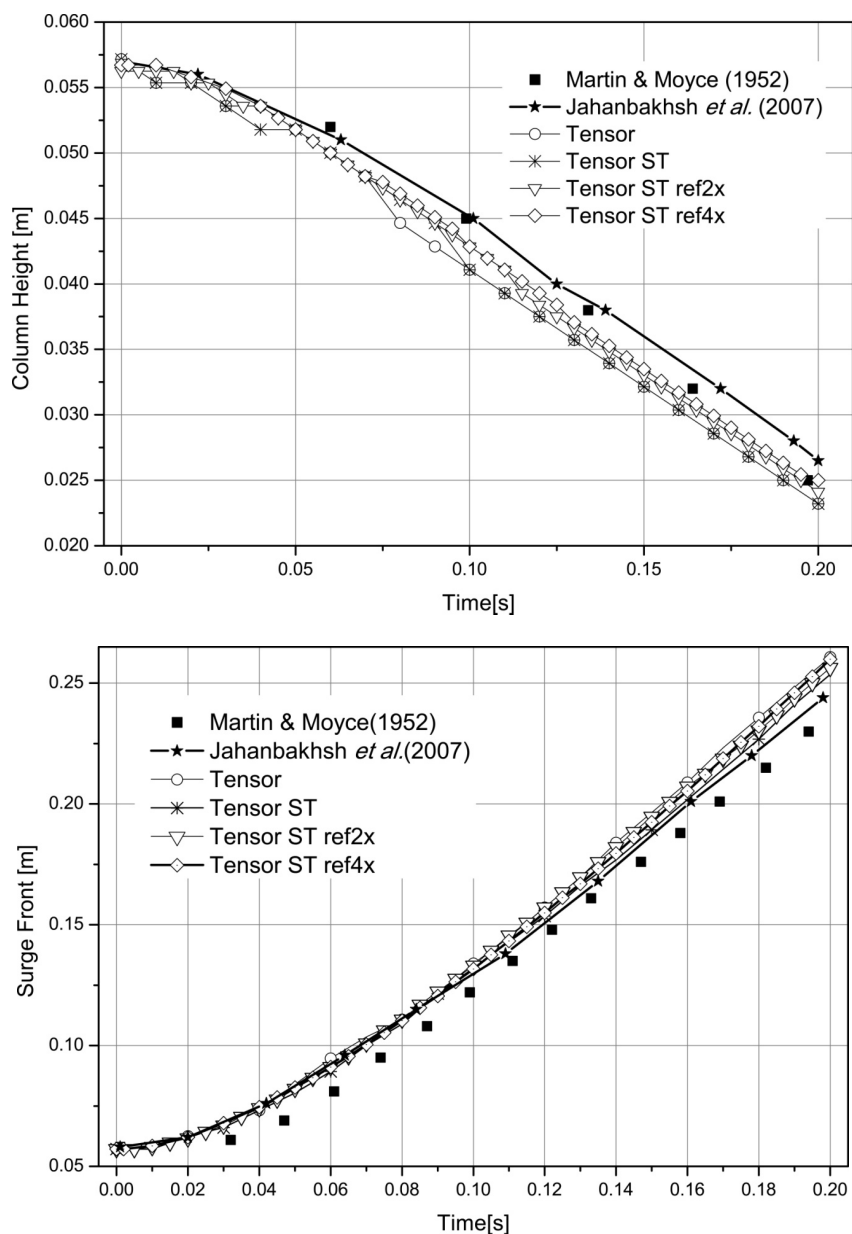 0.060
0.055
0.050
0.045
0.040
0.035
0.030
0.025
0.020
Column Height [m]
Martin & Moyce (1952)
Jahanbakhsh et al. (2007)
Tensor
Tensor ST
Tensor ST ref2x
Tensor ST ref4x
0.00 0.05 0.10 0.15 0.20
Time[s]
0.25
0.20
0.15
0.10
0.05
Surge Front [m]
Martin & Moyce(1952)
Jahanbakhsh et al.(2007)
Tensor
Tensor ST
Tensor ST ref2x
Tensor ST ref4x
0.00 0.02 0.04 0.06 0.08 0.10 0.12 0.14 0.16 0.18 0.20
Time[s]